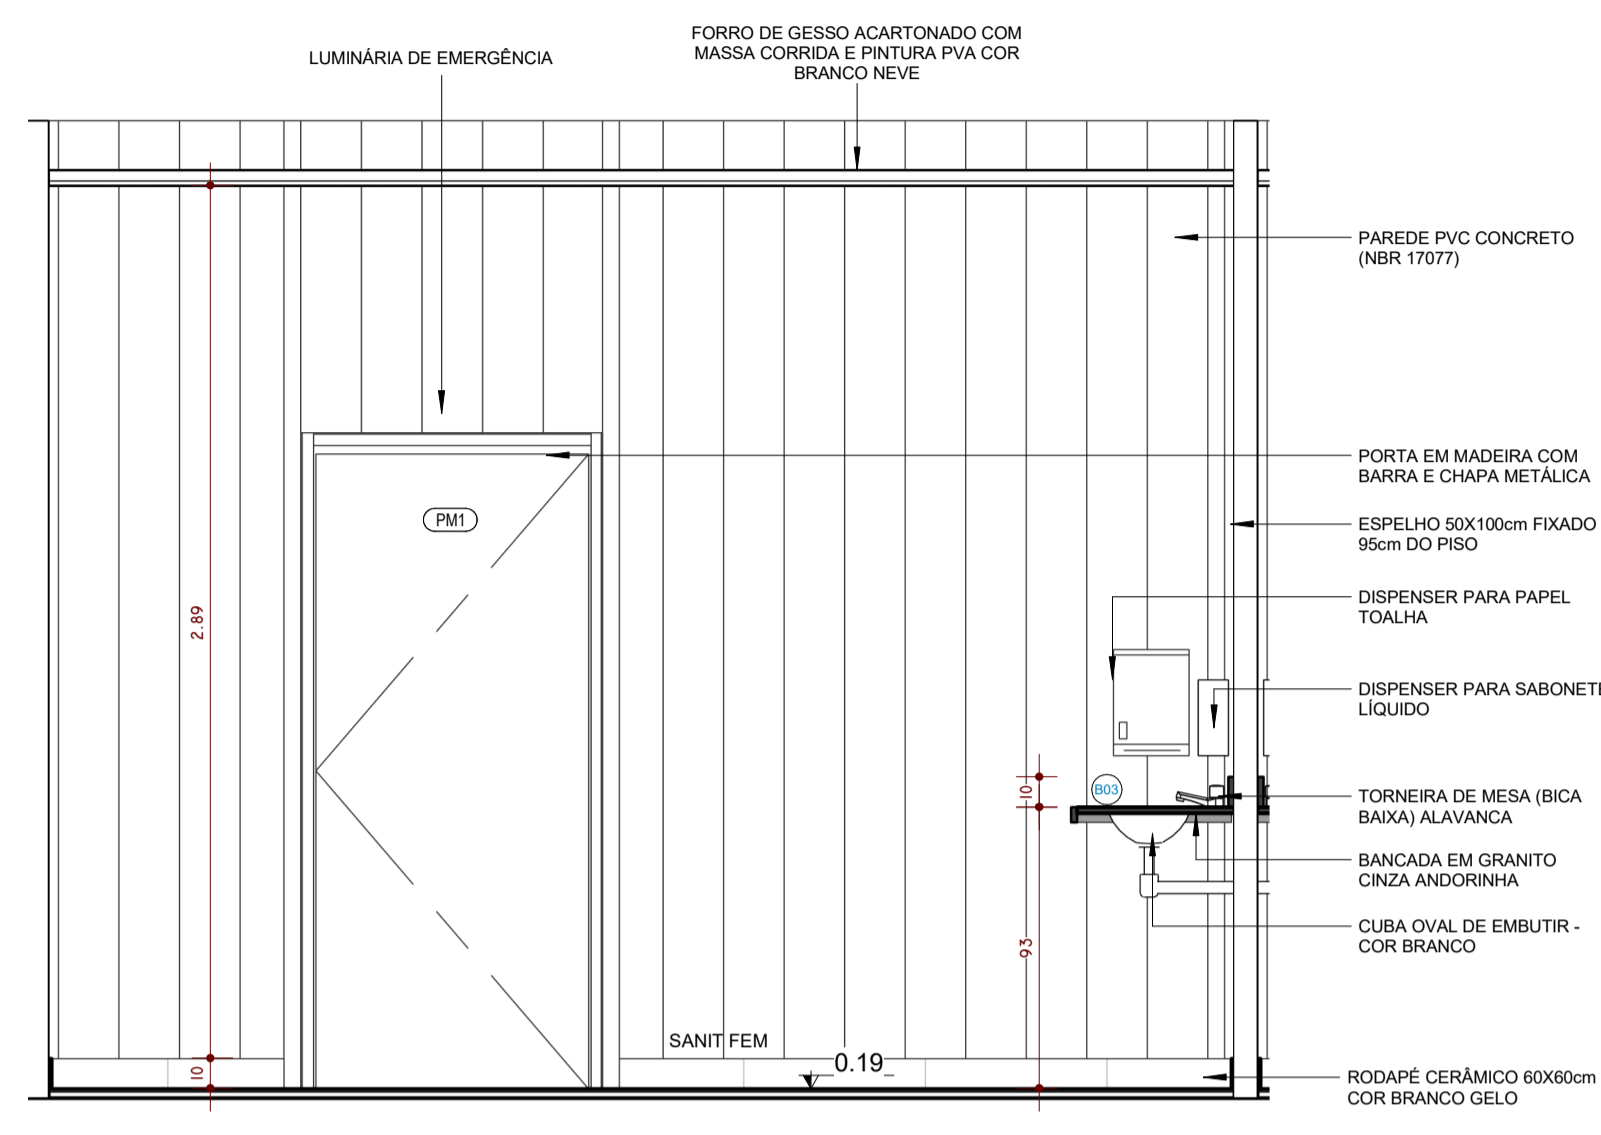 FORRO DE GESSO ACARTONADO COM
MASSA CORRIDA E PINTURA PVA COR
BRANCO NEVE
LUMINÁRIA DE EMERGÊNCIA
PAREDE PVC CONCRETO
(NBR 17077)
PORTA EM MADEIRA COM
BARRA E CHAPA METÁLICA
PM1
ESPELHO 50X100cm FIXADO
95cm DO PISO
DISPENSER PARA PAPEL
TOALHA
2.89
DISPENSER PARA SABONETE
LÍQUIDO
10
B03
TORNEIRA DE MESA (BICA
BAIXA) ALAVANCA
BANCADA EM GRANITO
CINZA ANDORINHA
93
CUBA OVAL DE EMBUTIR -
COR BRANCO
SANIT FEM
0.19
10
RODAPÉ CERÂMICO 60X60cm
COR BRANCO GELO